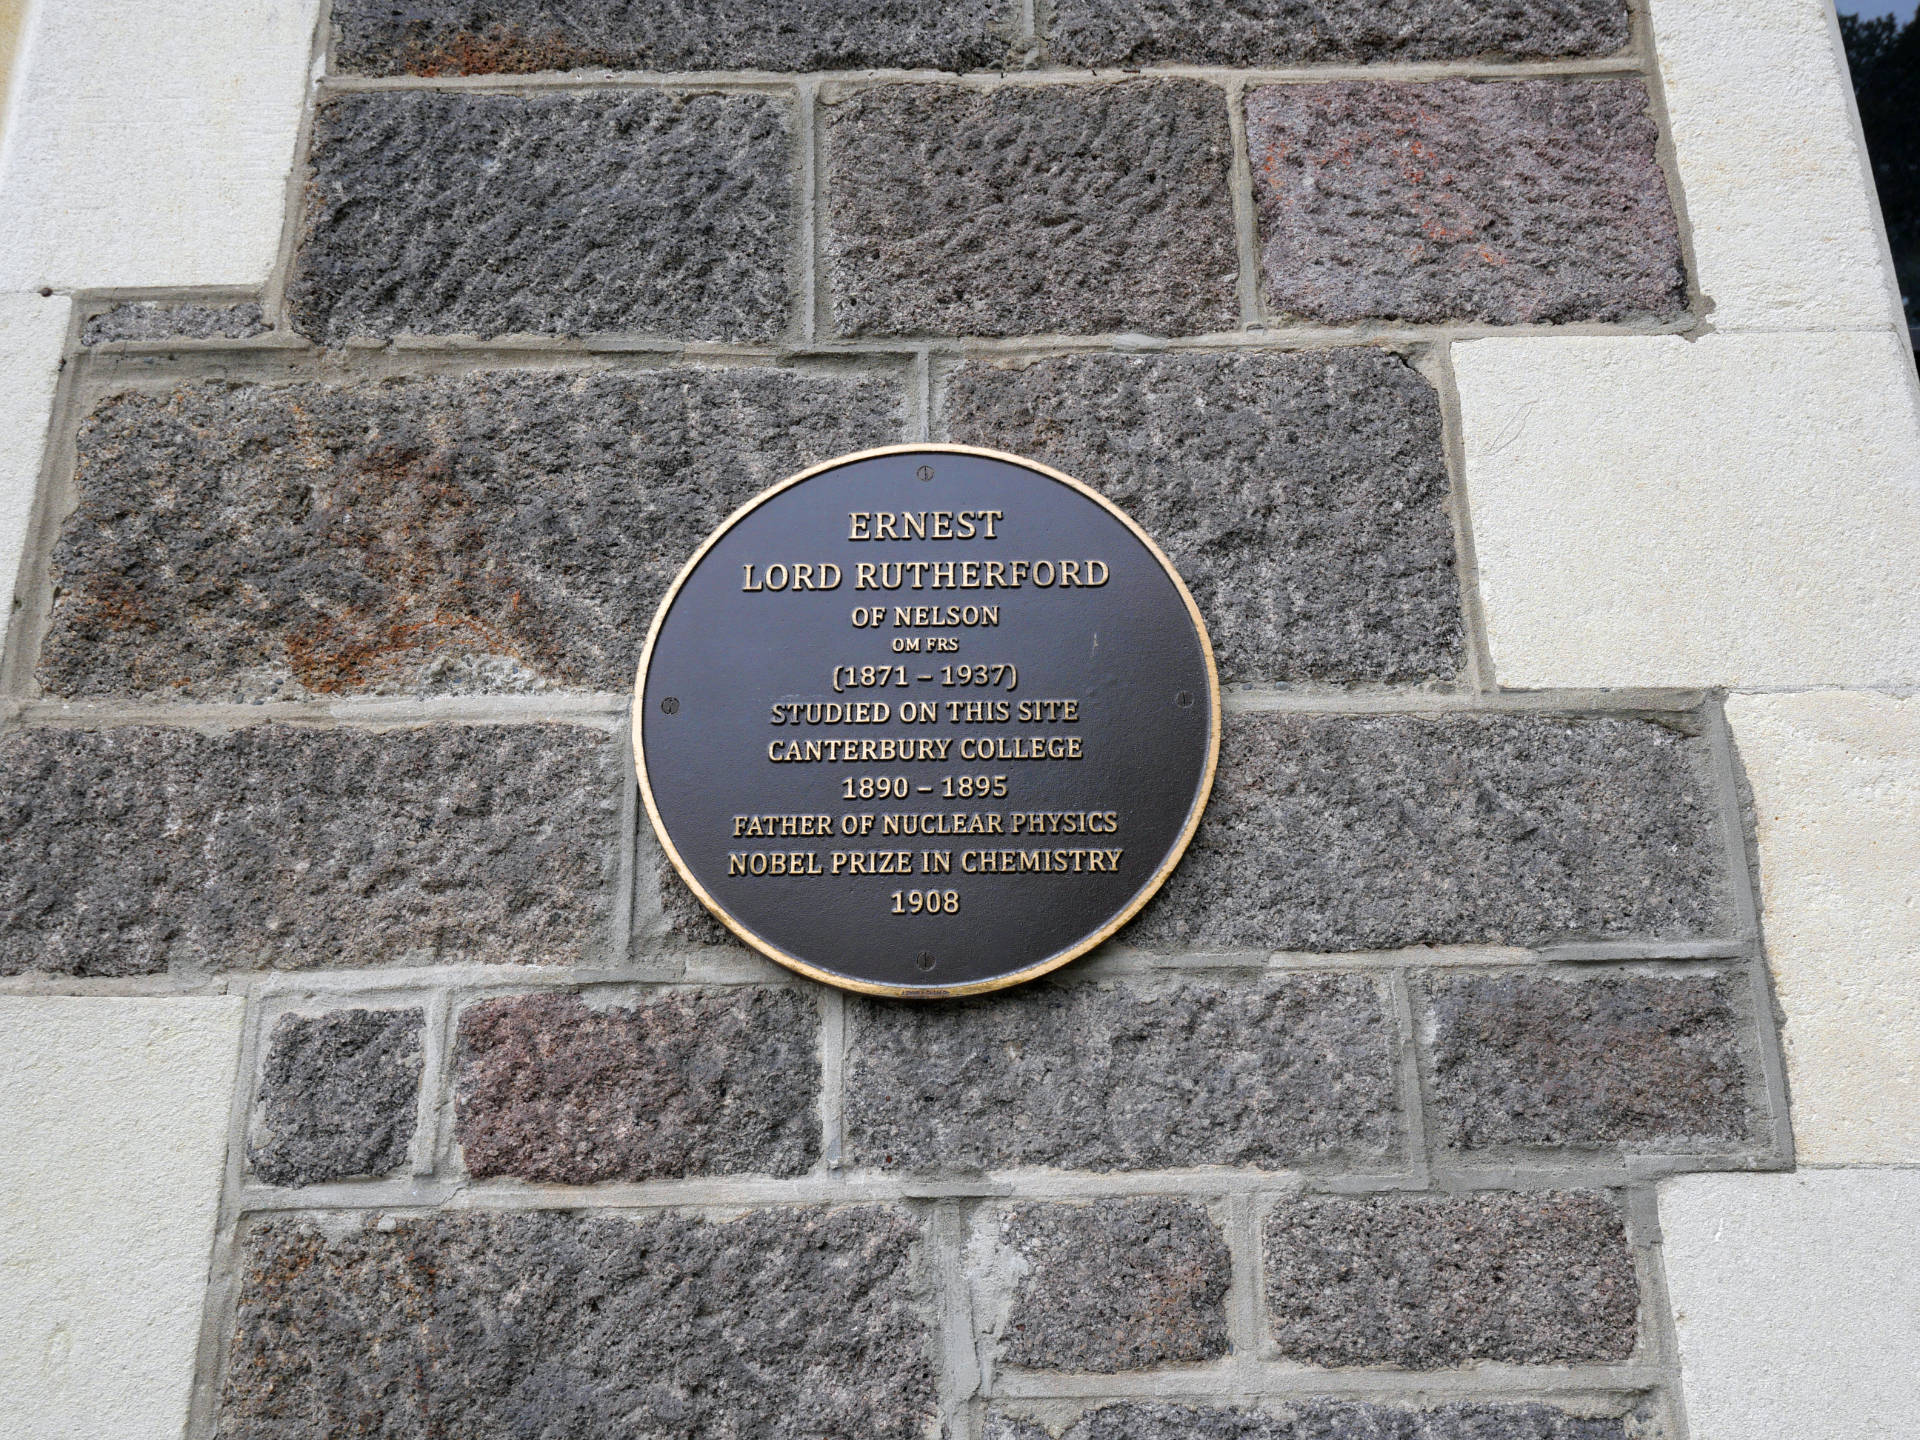 ERNEST
LORD RUTHERFORD
OF NELSON
OM FRS
(1871 – 1937)
STUDIED ON THIS SITE
CANTERBURY COLLEGE
1890 – 1895
FATHER OF NUCLEAR PHYSICS
NOBEL PRIZE IN CHEMISTRY
1908